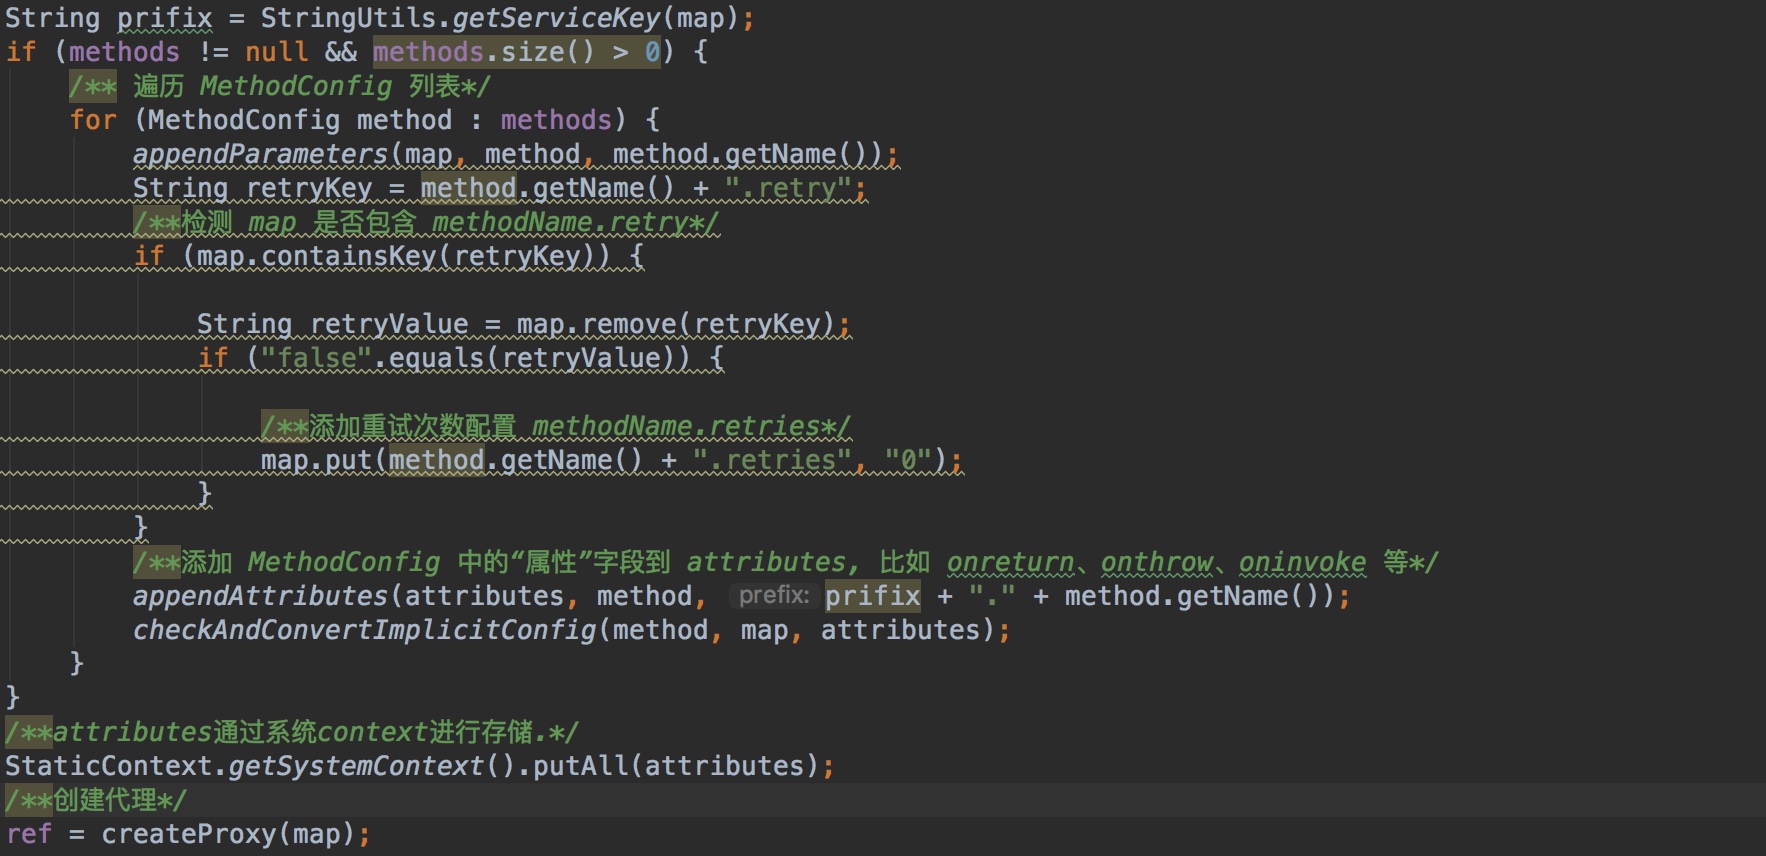 String prifix = StringUtils.getServiceKey(map);
if (methods != null && methods.size() > 0) {
/** 遍历 MethodConfig 列表*/
for (MethodConfig method : methods) {
appendParameters(map, method, method.getName());
String retryKey = method.getName() + ".retry";
/**检测 map 是否包含 methodName.retry*/
if (map.containsKey(retryKey)) {
String retryValue = map.remove(retryKey);
if ("false".equals(retryValue)) {
/**添加重试次数配置 methodName.retries*/
map.put(method.getName() + ".retries", "0");
}
}
/**添加 MethodConfig 中的“属性”字段到 attributes, 比如 onreturn、onthrow、oninvoke 等*/
appendAttributes(attributes, method, prefix: prifix + "." + method.getName());
checkAndConvertImplicitConfig(method, map, attributes);
}
}
/**attributes通过系统context进行存储.*/
StaticContext.getSystemContext().putAll(attributes);
/**创建代理*/
ref = createProxy(map);